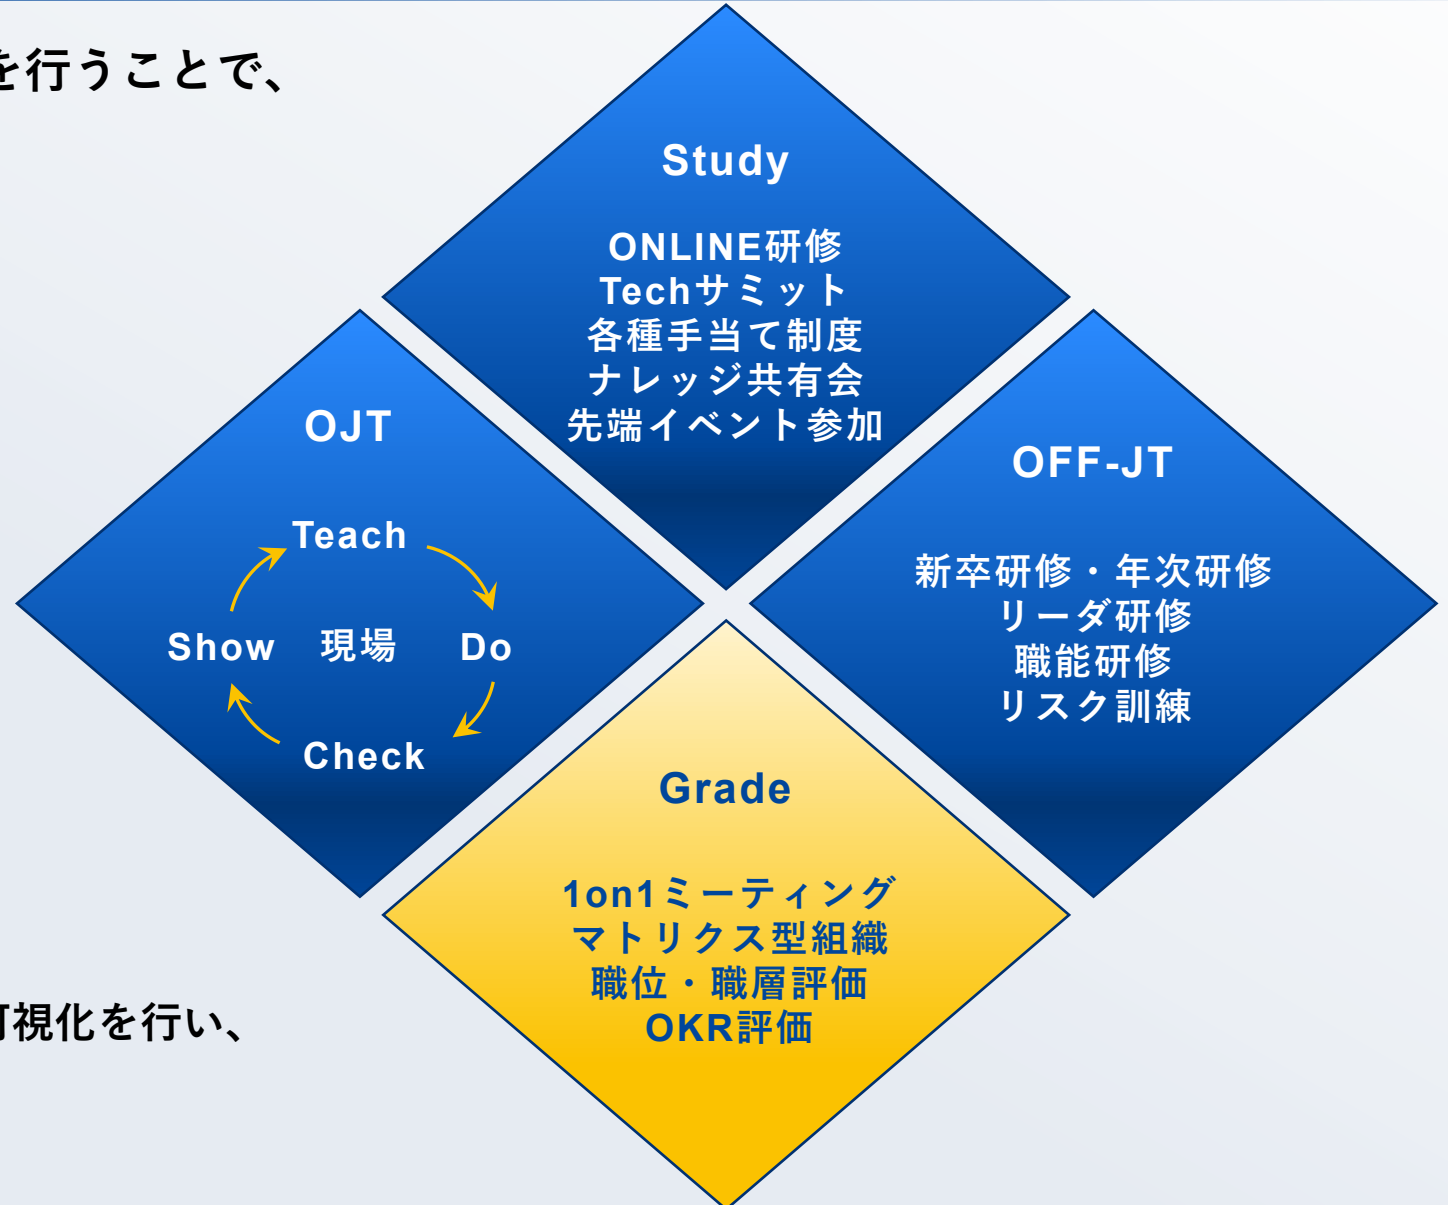 を行うことで、
Study
ONLINE研修
Techサミット
各種手当て制度
ナレッジ共有会
先端イベント参加
OJT
Teach
Show 現場 Do
Check
OFF-JT
新卒研修・年次研修
リーダ研修
職能研修
リスク訓練
Grade
1on1ミーティング
マトリクス型組織
職位・職層評価
OKR評価
可視化を行い、